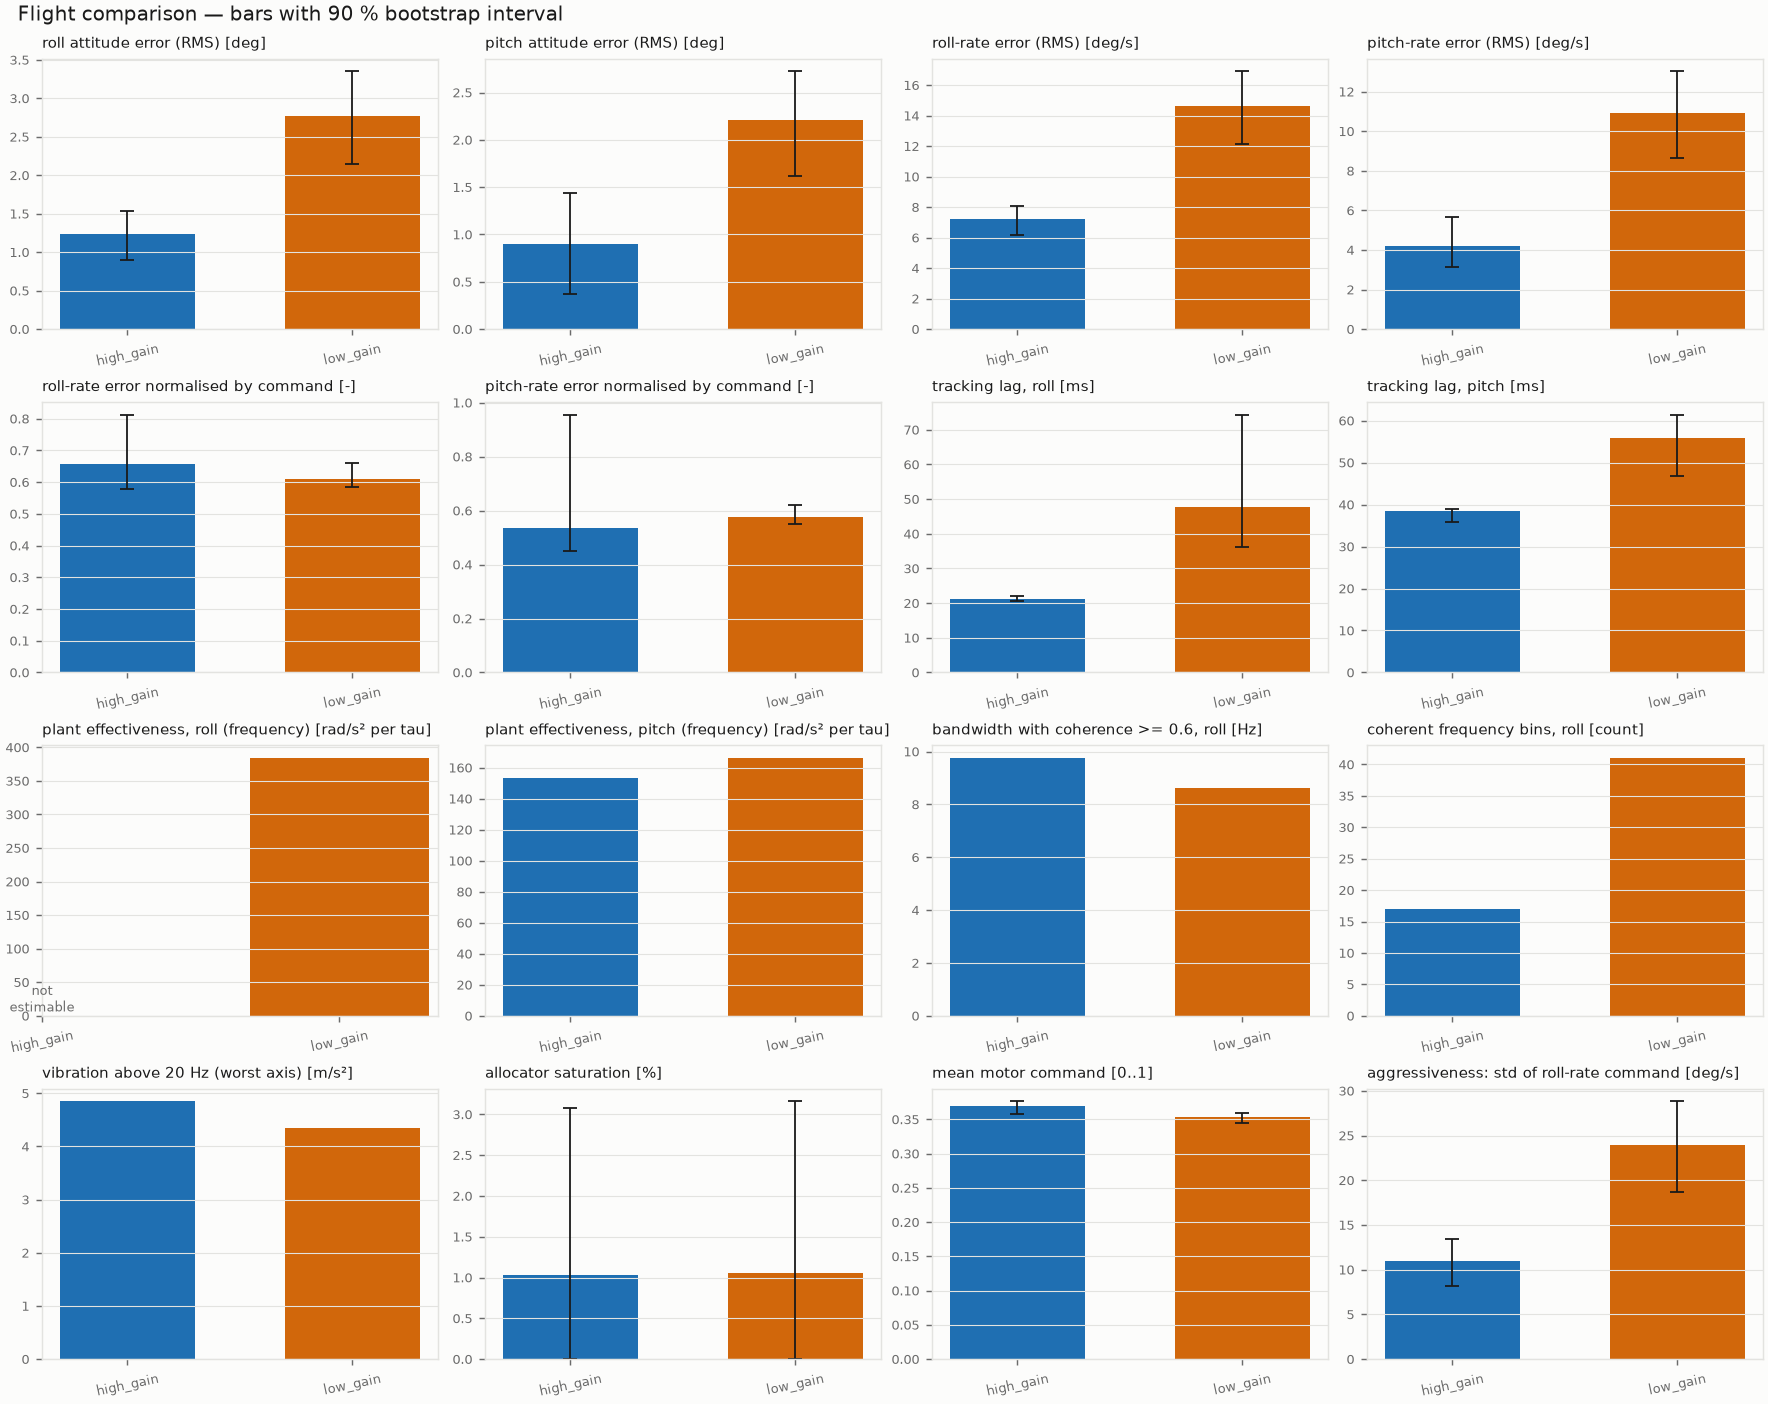 Flight comparison — bars with 90 % bootstrap interval
roll attitude error (RMS) [deg]
3.5
3.0
2.5
2.0
1.5
1.0
0.5
0.0
high_gain
low_gain
pitch attitude error (RMS) [deg]
2.5
2.0
1.5
1.0
0.5
0.0
high_gain
low_gain
roll-rate error (RMS) [deg/s]
16
14
12
10
8
6
4
2
0
high_gain
low_gain
pitch-rate error (RMS) [deg/s]
12
10
8
6
4
2
0
high_gain
low_gain
roll-rate error normalised by command [-]
0.8
0.7
0.6
0.5
0.4
0.3
0.2
0.1
0.0
high_gain
low_gain
pitch-rate error normalised by command [-]
1.0
0.8
0.6
0.4
0.2
0.0
high_gain
low_gain
tracking lag, roll [ms]
70
60
50
40
30
20
10
0
high_gain
low_gain
tracking lag, pitch [ms]
60
50
40
30
20
10
0
high_gain
low_gain
plant effectiveness, roll (frequency) [rad/s² per tau]
400
350
300
250
200
150
100
50
0
not
estimable
high_gain
low_gain
plant effectiveness, pitch (frequency) [rad/s² per tau]
160
140
120
100
80
60
40
20
0
high_gain
low_gain
bandwidth with coherence >= 0.6, roll [Hz]
10
8
6
4
2
0
high_gain
low_gain
coherent frequency bins, roll [count]
40
35
30
25
20
15
10
5
0
high_gain
low_gain
vibration above 20 Hz (worst axis) [m/s²]
5
4
3
2
1
0
high_gain
low_gain
allocator saturation [%]
3.0
2.5
2.0
1.5
1.0
0.5
0.0
high_gain
low_gain
mean motor command [0..1]
0.35
0.30
0.25
0.20
0.15
0.10
0.05
0.00
high_gain
low_gain
aggressiveness: std of roll-rate command [deg/s]
30
25
20
15
10
5
0
high_gain
low_gain